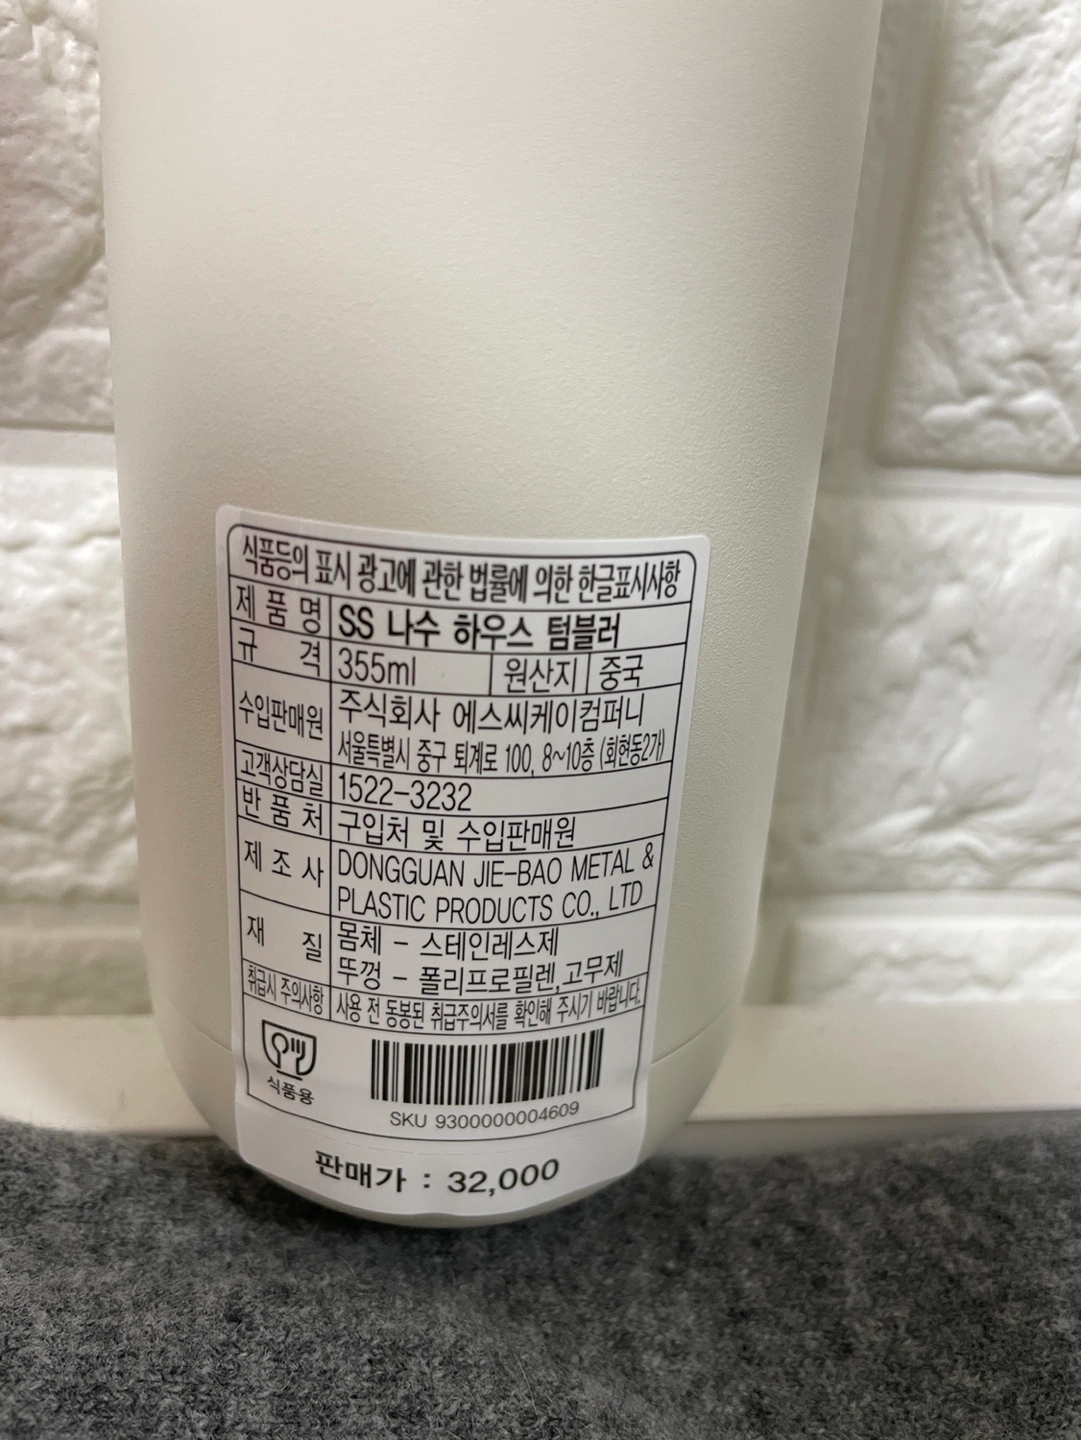 식품등의 표시 광고에 관한 법률에 의한 한글표시사항
제 품 명 SS 나수 하우스 텀블러
규 격 355ml 원산지 중국
수입판매원 주식회사 에스씨케이컴퍼니
서울특별시 중구 퇴계로 100, 8~10층 (회현동2가)
고객상담실 1522-3232
반 품 처 구입처 및 수입판매원
제 조 사 DONGGUAN JIE-BAO METAL &
PLASTIC PRODUCTS CO., LTD
재 질 몸체 - 스테인레스제
뚜껑 - 폴리프로필렌,고무제
취급시 주의사항 사용 전 동봉된 취급주의서를 확인해 주시기 바랍니다.
식품용
SKU 9300000004609
판매가 : 32,000